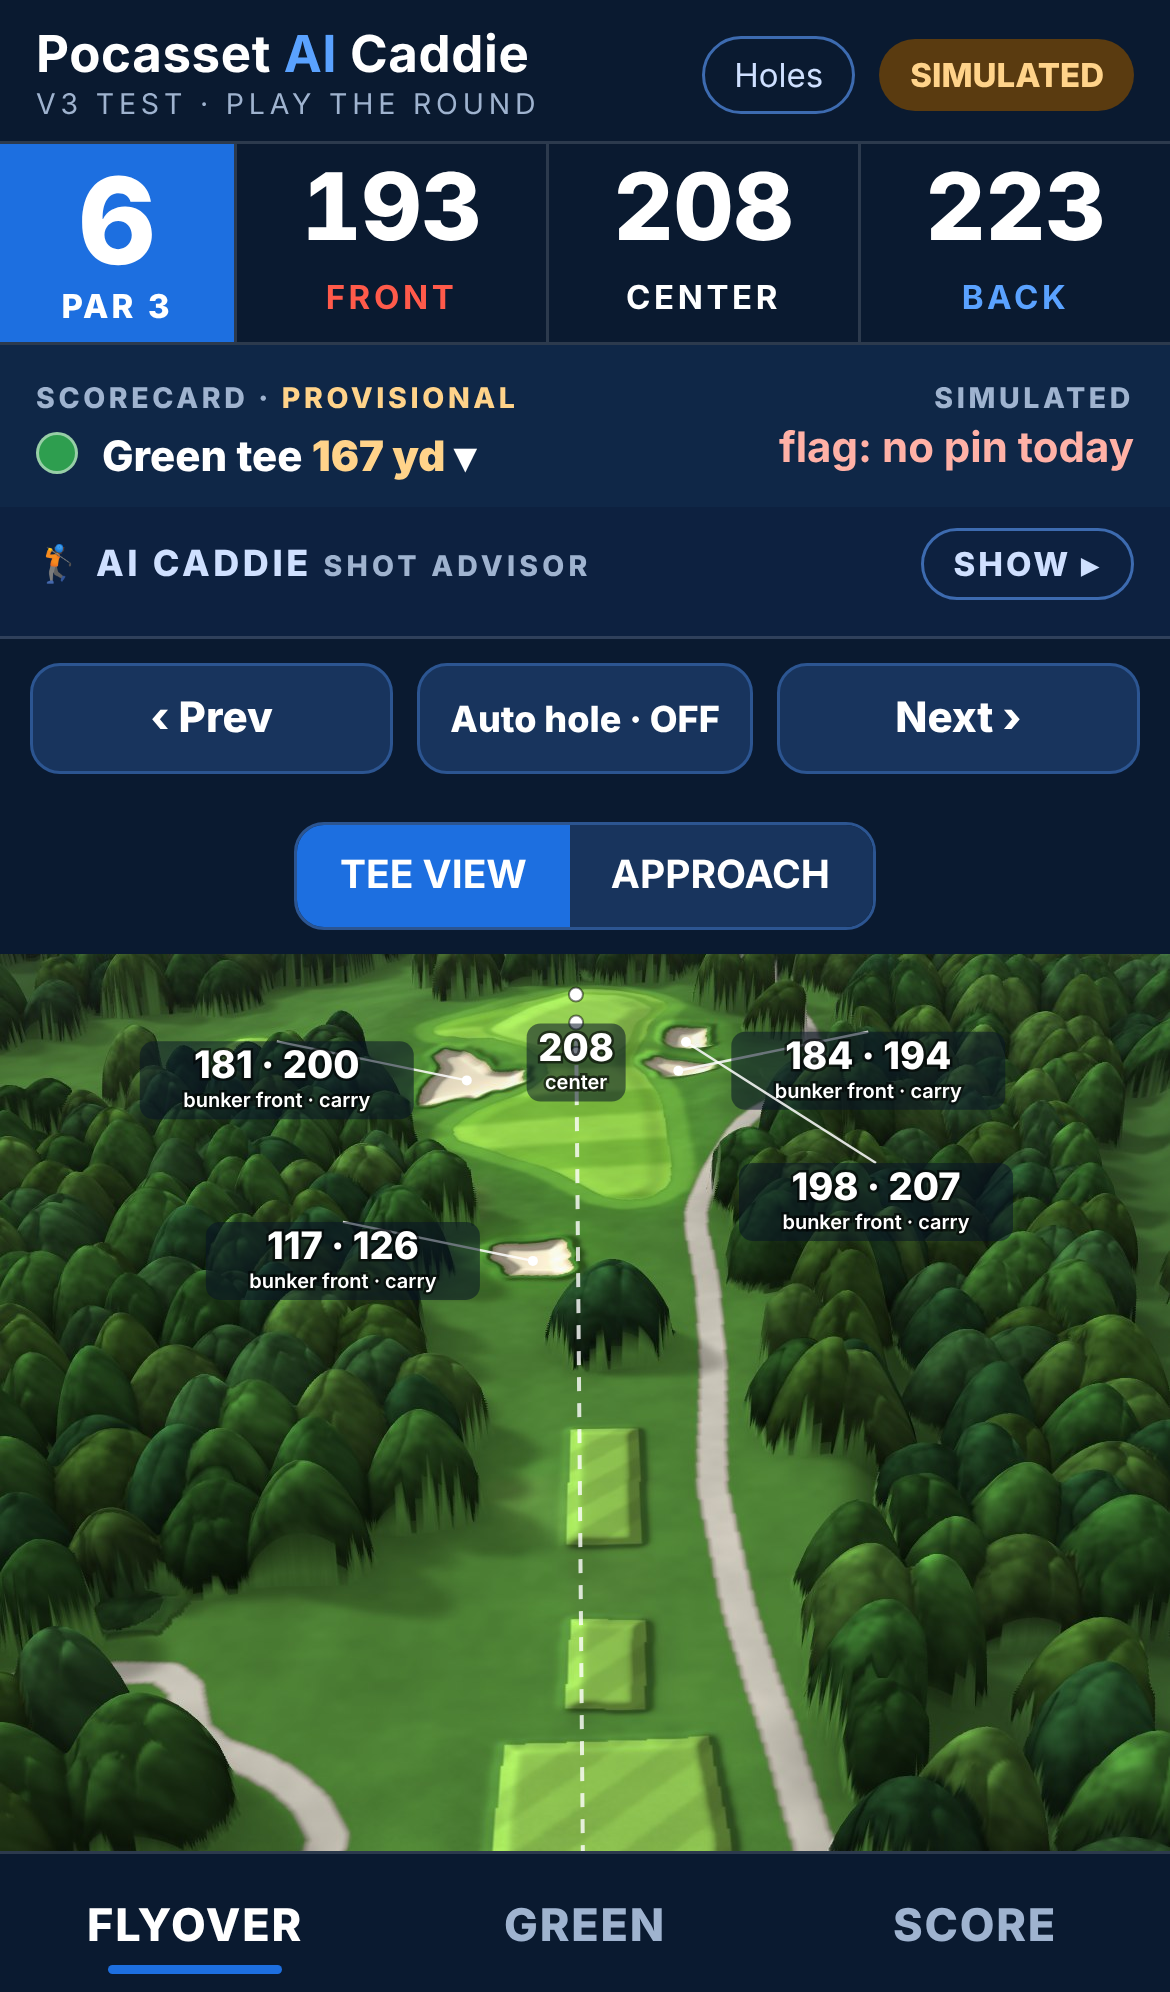 Pocasset AI Caddie
V3 TEST · PLAY THE ROUND
Holes
SIMULATED
6
PAR 3
193
FRONT
208
CENTER
223
BACK
SCORECARD · PROVISIONAL
Green tee 167 yd ▼
SIMULATED
flag: no pin today
AI CADDIE SHOT ADVISOR
SHOW ▸
‹ Prev
Auto hole · OFF
Next ›
TEE VIEW
APPROACH
208
center
181 · 200
bunker front · carry
184 · 194
bunker front · carry
198 · 207
bunker front · carry
117 · 126
bunker front · carry
FLYOVER
GREEN
SCORE